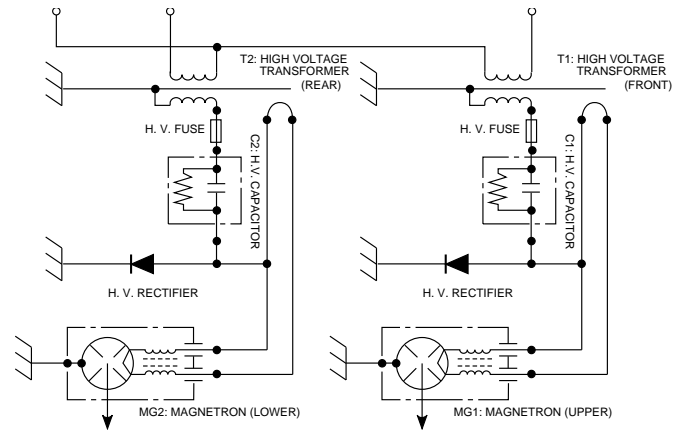 T2: HIGH VOLTAGE
TRANSFORMER
(REAR)
T1: HIGH VOLTAGE
TRANSFORMER
(FRONT)
H. V. FUSE
C2: H.V. CAPACITOR
H. V. FUSE
C1: H.V. CAPACITOR
H. V. RECTIFIER
H. V. RECTIFIER
MG2: MAGNETRON (LOWER)
MG1: MAGNETRON (UPPER)